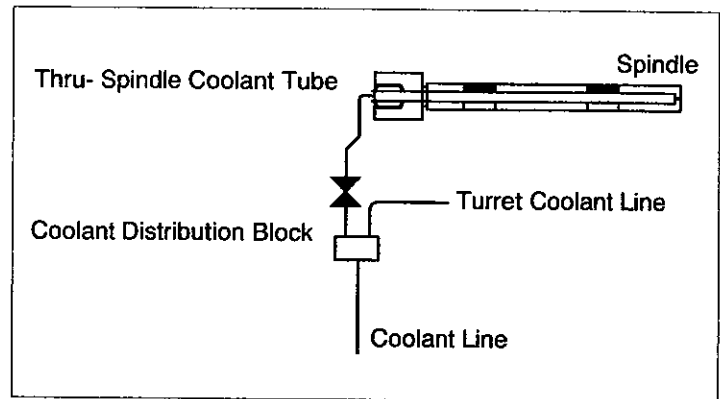 Spindle
Thru- Spindle Coolant Tube
Turret Coolant Line
Coolant Distribution Block
Coolant Line